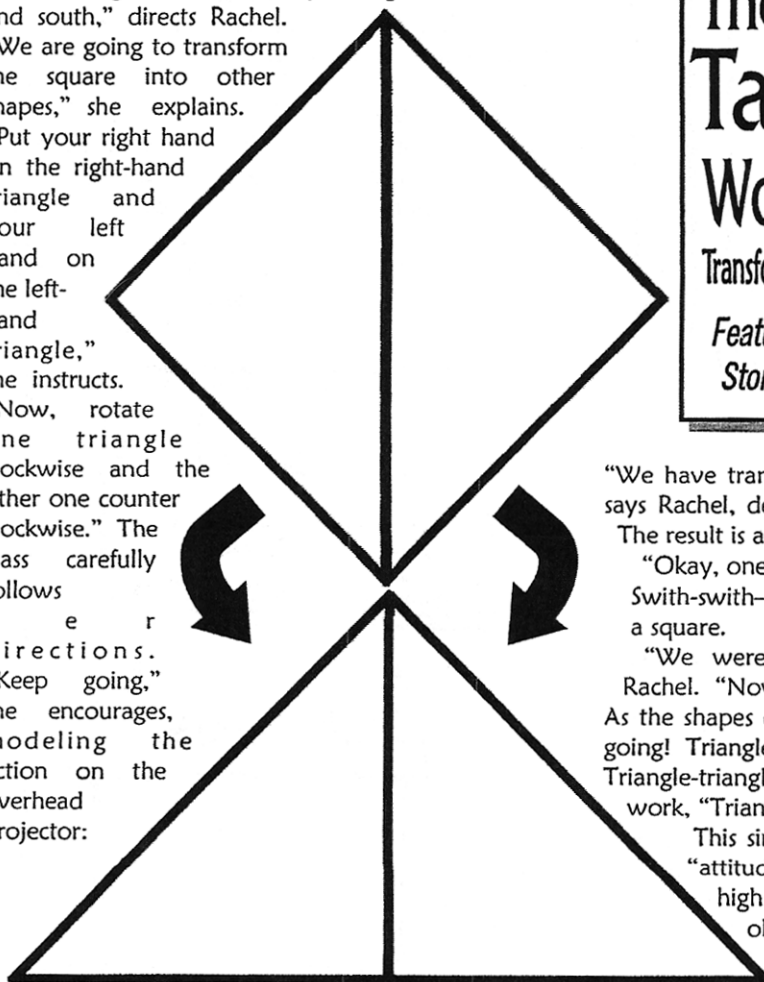 nd south,” directs Rachel.
We are going to transform
he square into other
hapes,” she explains.
Put your right hand
n the right-hand
riangle and
our left
and on
he left-
and
riangle,”
he instructs.
Now, rotate
ne triangle
ockwise and the
ther one counter
ockwise.” The
ass carefully
ollows
e r
irections.
Keep going,”
he encourages,
odeling the
ction on the
verhead
rojector:
Ta
Wo
Transfo
Feat
Stor
“We have tran
says Rachel, de
The result is a
“Okay, one
Swith-swith–
a square.
“We were
Rachel. “Now
As the shapes
going! Triangle
Triangle-triangl
work, “Trian
This sin
“attitud
high
ol